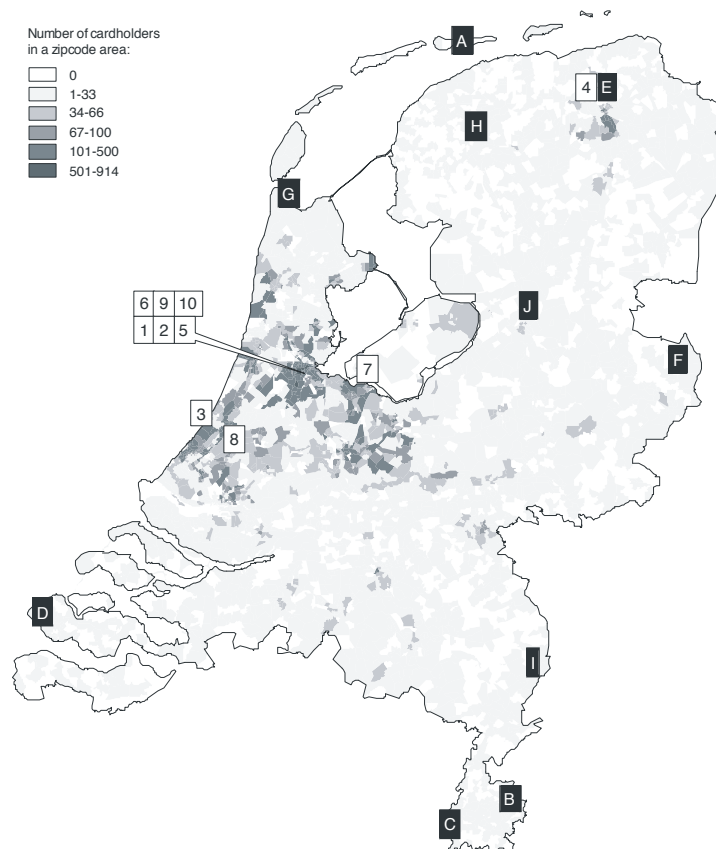 Number of cardholders
in a zipcode area:
0
1-33
34-66
67-100
101-500
501-914
A
4 E
H
G
6 9 10
1 2 5
J
7
F
3
8
D
I
B
C